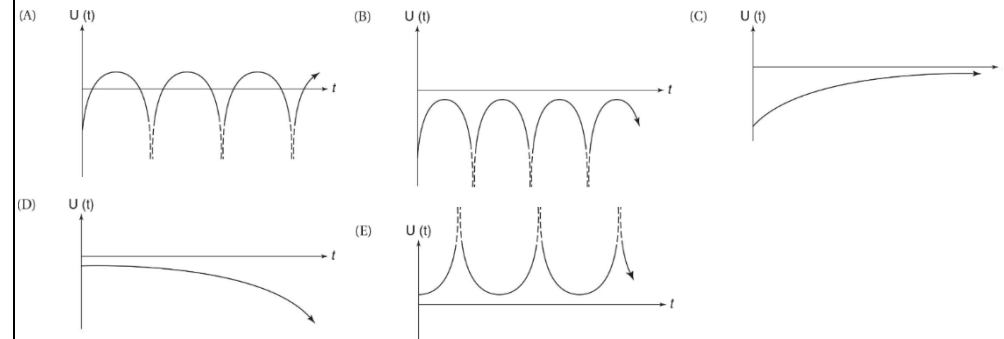 (A) U (t)
t
(B) U (t)
t
(C) U (t)
(D) U (t)
t
(E) U (t)
t